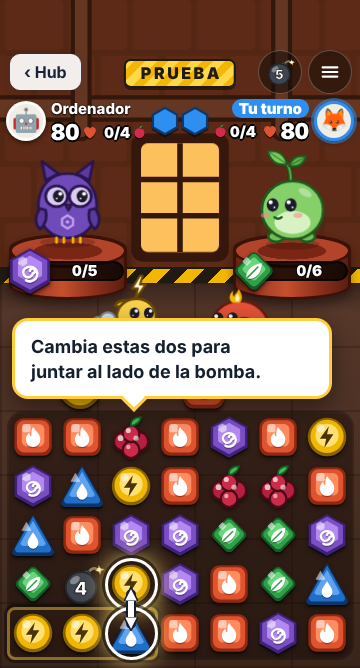 ‹ Hub
PRUEBA
5
Ordenador
Tu turno
80 0/4
0/4 80
0/5
0/6
Cambia estas dos para
juntar al lado de la bomba.
4